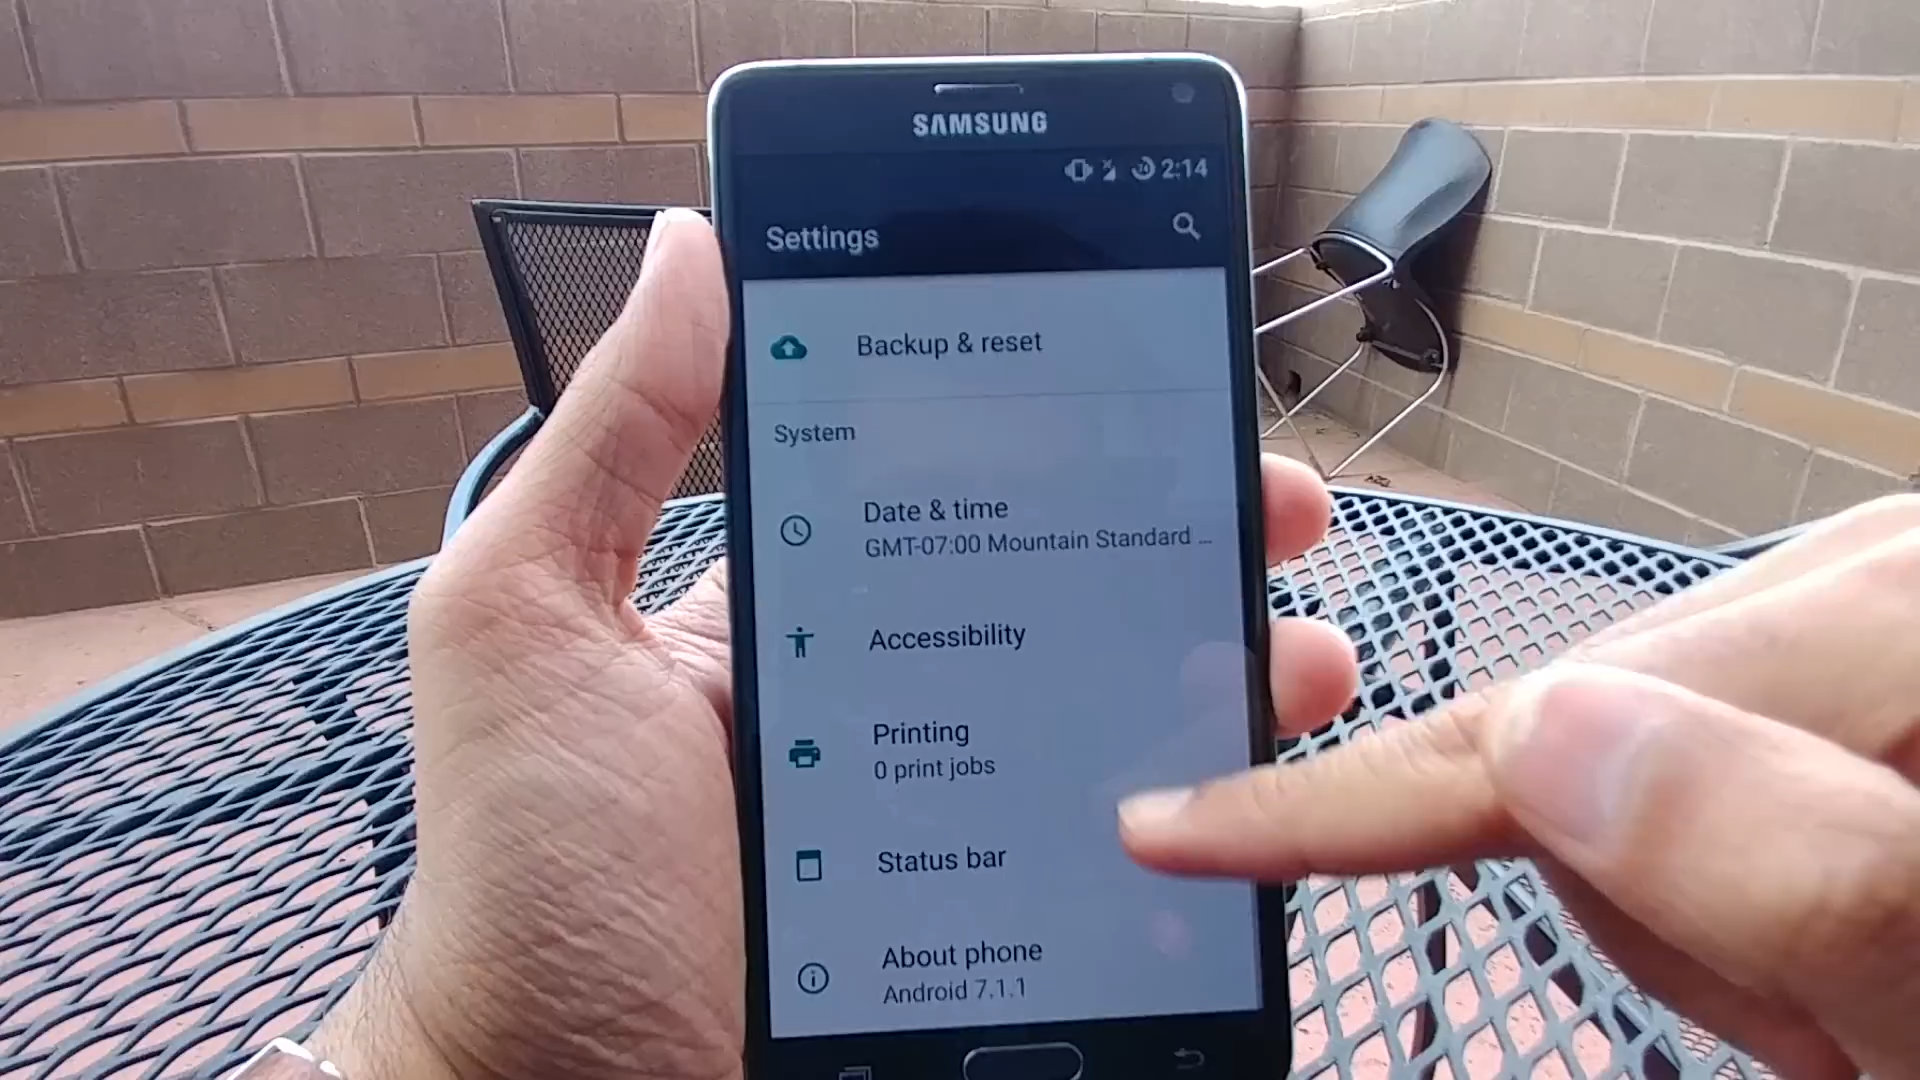 SAMSUNG
2:14
Settings
Backup & reset
System
Date & time
GMT-07:00 Mountain Standard ...
Accessibility
Printing
0 print jobs
Status bar
About phone
Android 7.1.1